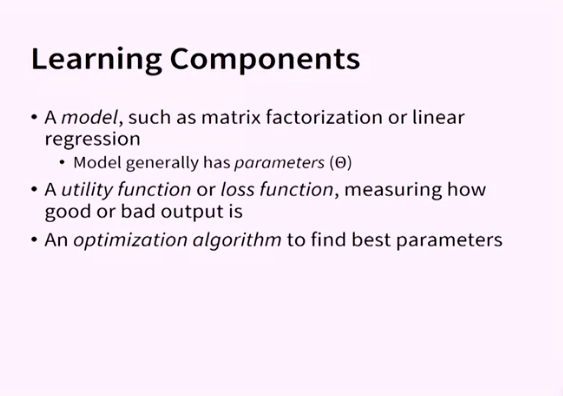 Learning Components
• A model, such as matrix factorization or linear
regression
• Model generally has parameters (Θ)
• A utility function or loss function, measuring how
good or bad output is
• An optimization algorithm to find best parameters